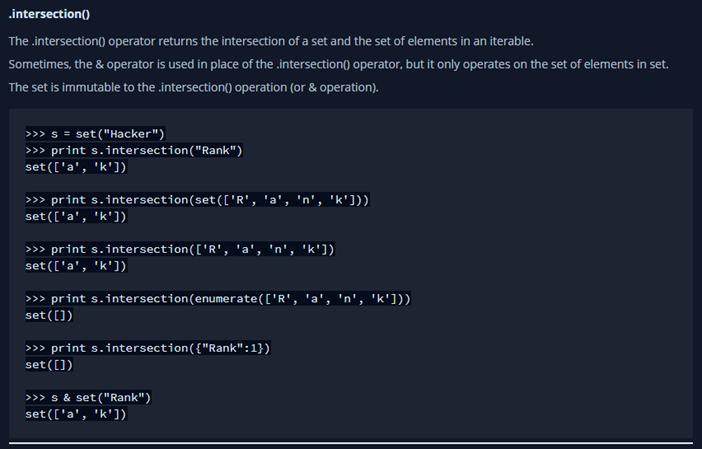 .intersection()
The .intersection() operator returns the intersection of a set and the set of elements in an iterable.
Sometimes, the & operator is used in place of the .intersection() operator, but it only operates on the set of elements in set.
The set is immutable to the .intersection() operation (or & operation).
>>> s = set("Hacker")
>>> print s.intersection("Rank")
set(['a', 'k'])
>>> print s.intersection(set(['R', 'a', 'n', 'k']))
set(['a', 'k'])
>>> print s.intersection(['R', 'a', 'n', 'k'])
set(['a', 'k'])
>>> print s.intersection(enumerate(['R', 'a', 'n', 'k']))
set([])
>>> print s.intersection({"Rank":1})
set([])
>>> s & set("Rank")
set(['a', 'k'])